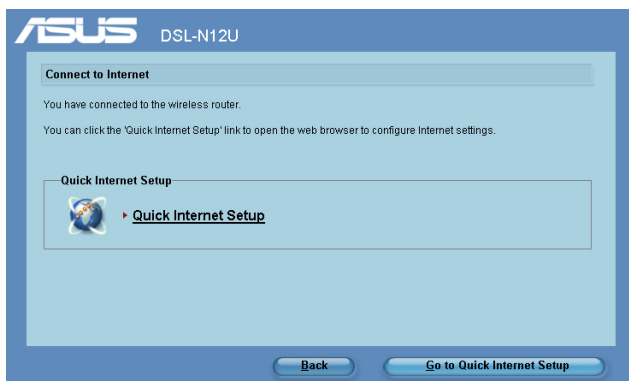 ASUS DSL-N12U
Connect to Internet
You have connected to the wireless router.
You can click the 'Quick Internet Setup' link to open the web browser to configure Internet settings.
Quick Internet Setup
Quick Internet Setup
Back Go to Quick Internet Setup